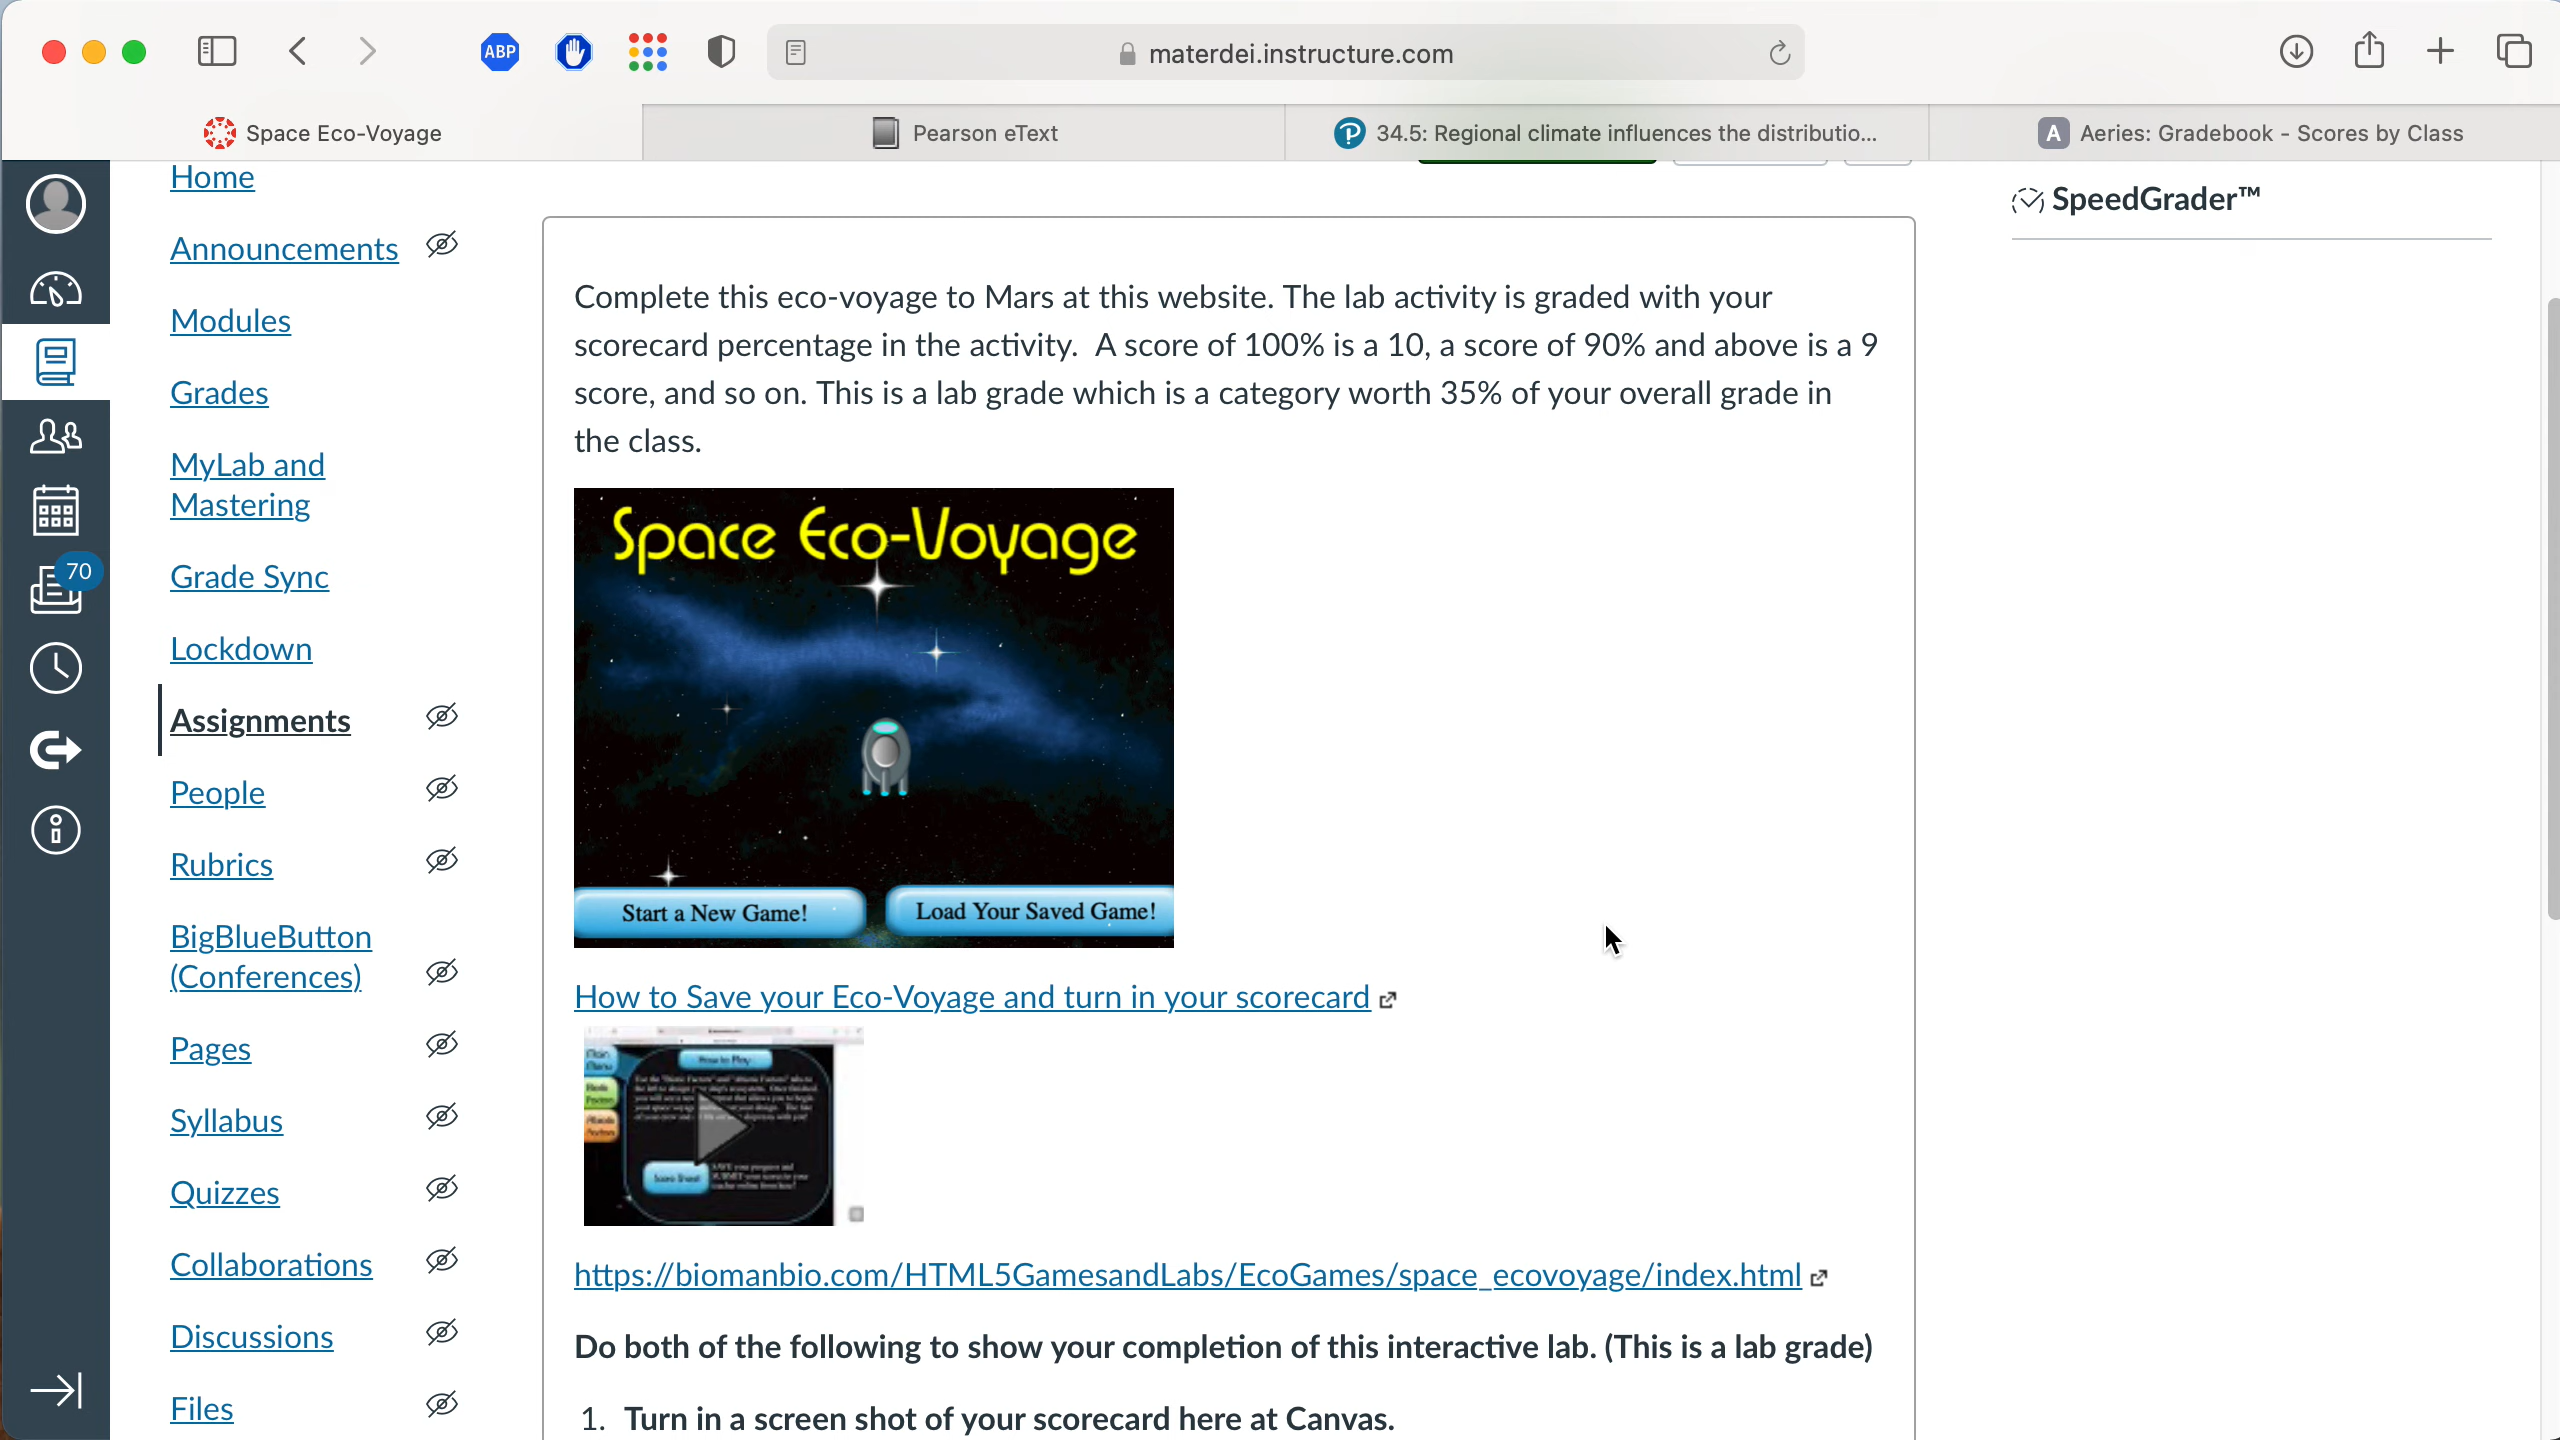 ABP
materdei.instructure.com
Space Eco-Voyage
Pearson eText
34.5: Regional climate influences the distributio...
A
Aeries: Gradebook - Scores by Class
70
Home
Announcements
Modules
Grades
MyLab and
Mastering
Grade Sync
Lockdown
Assignments
People
Rubrics
BigBlueButton
(Conferences)
Pages
Syllabus
Quizzes
Collaborations
Discussions
Files
Complete this eco-voyage to Mars at this website. The lab activity is graded with your
scorecard percentage in the activity.  A score of 100% is a 10, a score of 90% and above is a 9
score, and so on. This is a lab grade which is a category worth 35% of your overall grade in
the class.
Space Eco-Voyage
Start a New Game!
Load Your Saved Game!
How to Save your Eco-Voyage and turn in your scorecard
Main
Menu
How to Play
Score Sheet
https://biomanbio.com/HTML5GamesandLabs/EcoGames/space_ecovoyage/index.html
Do both of the following to show your completion of this interactive lab. (This is a lab grade)
1. Turn in a screen shot of your scorecard here at Canvas.
SpeedGrader™